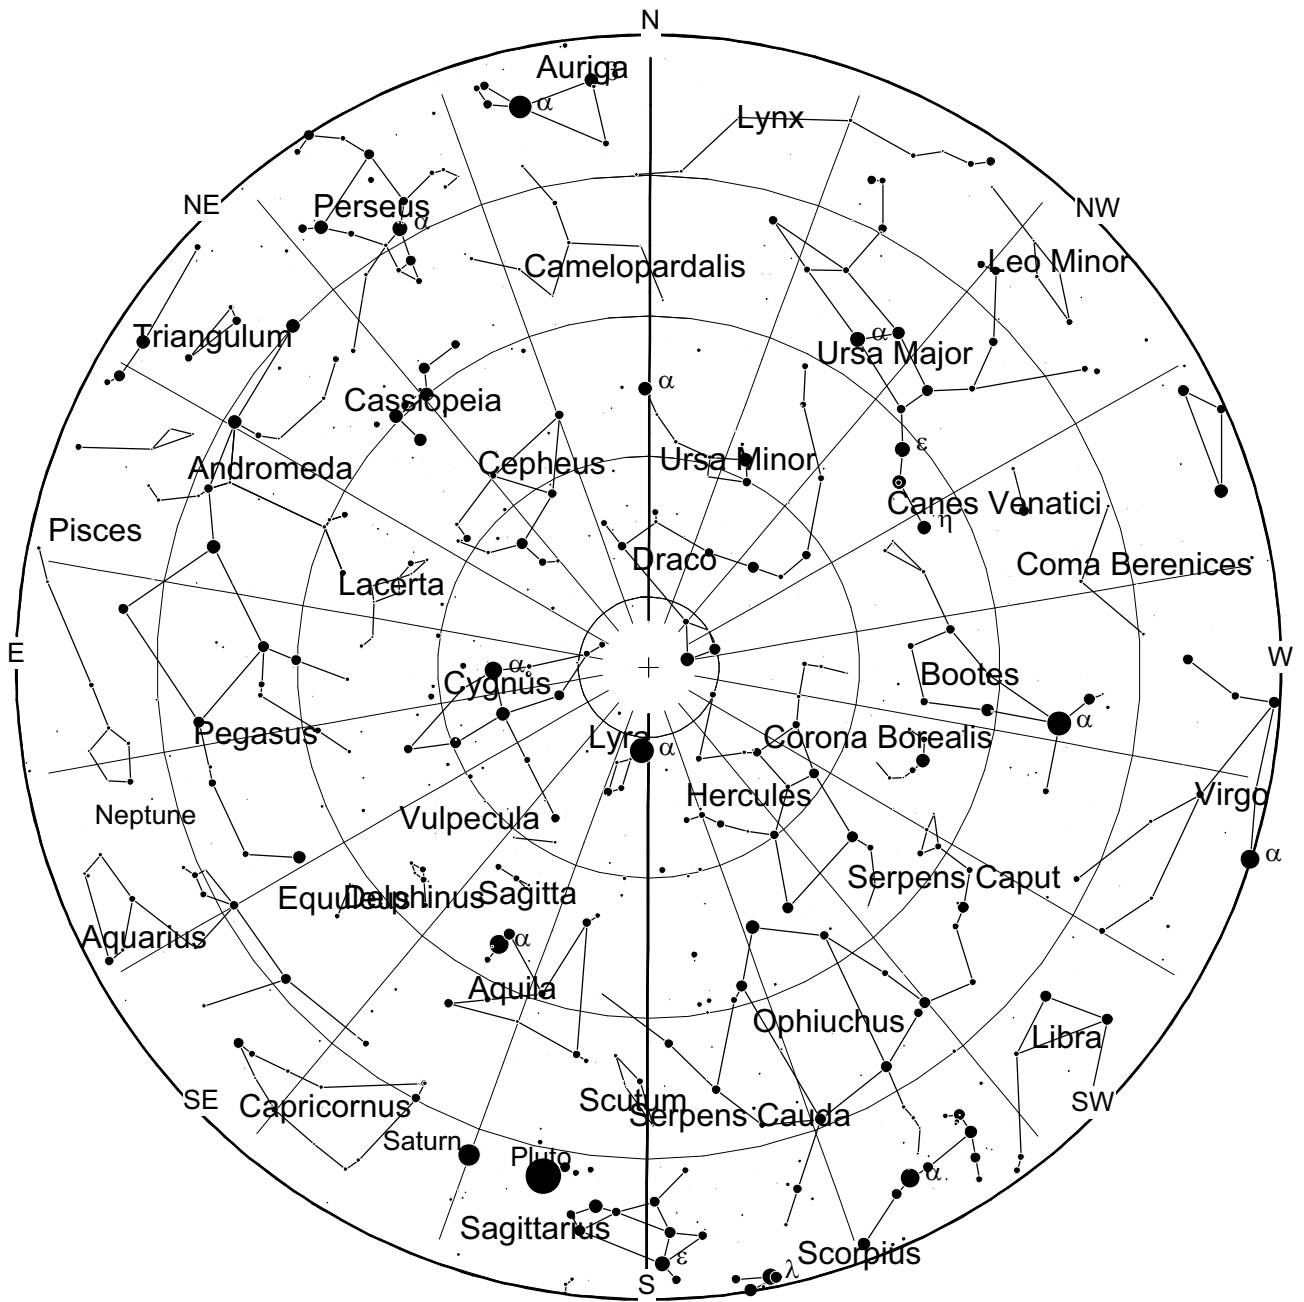 N
Auriga β
α
Lynx
NE
Perseus
α
NW
Leo Minor
Camelopardalis
Triangulum
α
Ursa Major
α
Cassiopeia
ε
Andromeda
Cepheus
Ursa Minor
Canes Venatici
η
Pisces
Draco
Coma Berenices
Lacerta
E
W
α
Cygnus
Bootes
α
Pegasus
Lyra
α
Corona Borealis
Hercules
Virgo
Neptune
Vulpecula
α
Serpens Caput
Equuleus
Delphinus
Sagitta
Aquarius
α
Aquila
Ophiuchus
Libra
SE
Capricornus
Scutum
Serpens Cauda
SW
Saturn
Pluto
α
Sagittarius
Scorpius
ε
λ
S